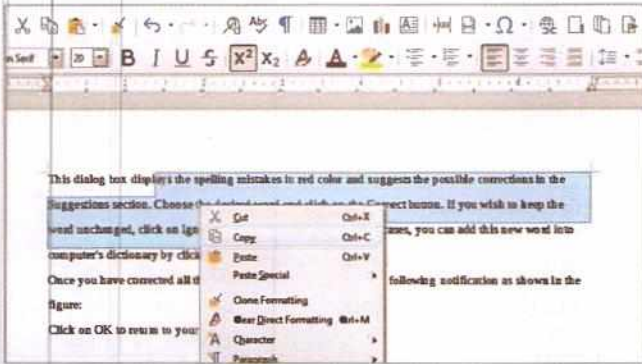 20 B I U S X² X₂ A A
This dialog box displays the spelling mistakes in red color and suggests the possible corrections in the
Suggestions section. Choose the desired word and click on the Correct button. If you wish to keep the
word unchanged, click on Ign
ases, you can add this new word into
computer's dictionary by click
Once you have corrected all th
following notification as shown in the
figure:
Click on OK to return to your
Cut Ctrl+X
Copy Ctrl+C
Paste Ctrl+V
Paste Special
Clone Formatting
Clear Direct Formatting Ctrl+M
Character
Paragraph